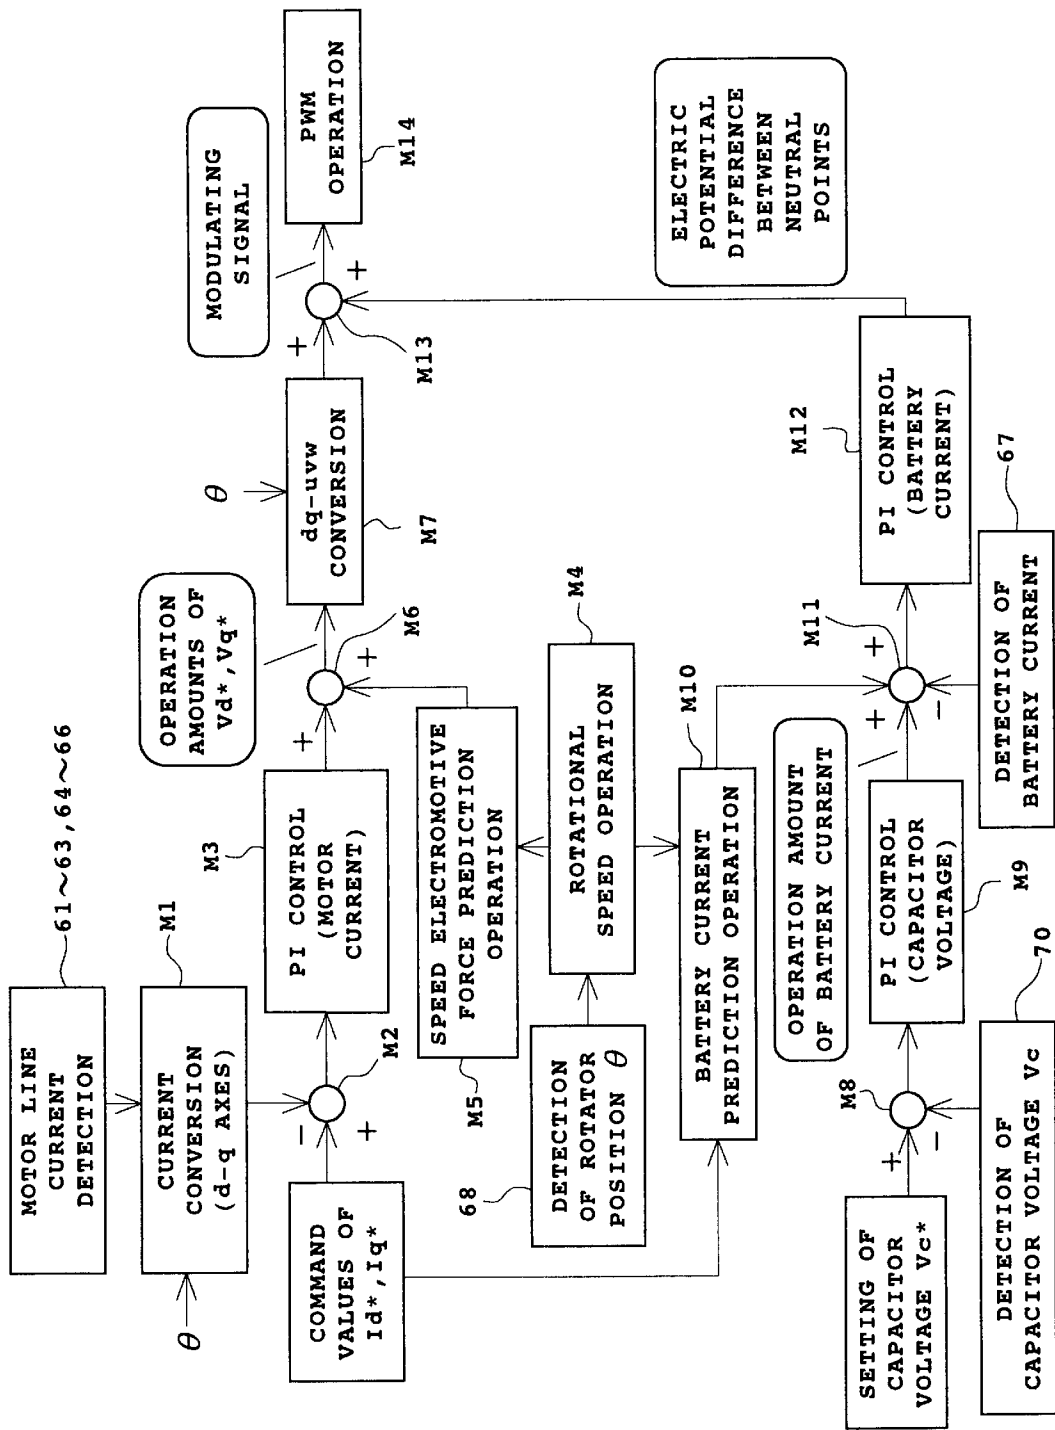 MOTOR LINE
CURRENT
DETECTION
61~63,64~66
θ
CURRENT
CONVERSION
(d-q AXES)
M1
COMMAND
VALUES OF
Id*,Iq*
−
+
M2
PI CONTROL
(MOTOR
CURRENT)
M3
OPERATION
AMOUNTS OF
Vd*,Vq*
+
+
M6
θ
dq-uvw
CONVERSION
M7
MODULATING
SIGNAL
+
+
M13
PWM
OPERATION
M14
SPEED ELECTROMOTIVE
FORCE PREDICTION
OPERATION
M5
DETECTION
OF ROTATOR
POSITION θ
68
ROTATIONAL
SPEED OPERATION
M4
BATTERY CURRENT
PREDICTION OPERATION
M10
ELECTRIC
POTENTIAL
DIFFERENCE
BETWEEN
NEUTRAL
POINTS
SETTING OF
CAPACITOR
VOLTAGE Vc*
+
−
M8
DETECTION OF
CAPACITOR VOLTAGE Vc
70
PI CONTROL
(CAPACITOR
VOLTAGE)
M9
OPERATION AMOUNT
OF BATTERY CURRENT
+
+
−
M11
DETECTION OF
BATTERY CURRENT
67
PI CONTROL
(BATTERY
CURRENT)
M12